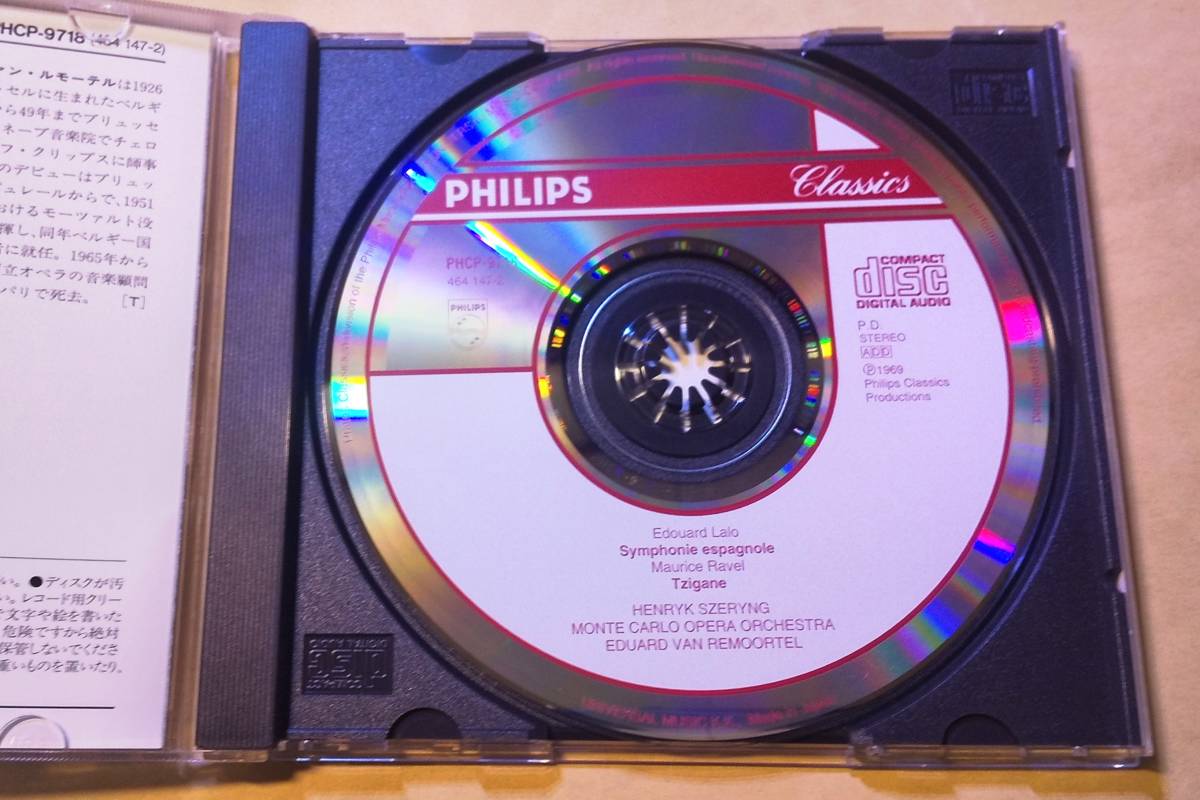 PHCP-9718 (464 147-2)
ン・ルモーテルは1926
セルに生まれたベルギ
ら49年までブリュッセ
ネーブ音楽院でチェロ
フ・クリップスに師事
のデビューはブリュッ
ュレールからで、1951
おけるモーツァルト没
揮し、同年ベルギー国
に就任。1965年から
立オペラの音楽顧問
パリで死去。 [T]
い。●ディスクが汚
い。レコード用クリー
文字や絵を書いた
危険ですから絶対
保管しないでくださ
重いものを置いたり。
PHILIPS
Classics
PHCP-9718
464 147-2
PHILIPS
COMPACT
disc
DIGITAL AUDIO
P.D.
STEREO
ADD
Ⓟ1969
Philips Classics
Productions
Edouard Lalo
Symphonie espagnole
Maurice Ravel
Tzigane
HENRYK SZERYNG
MONTE CARLO OPERA ORCHESTRA
EDUARD VAN REMOORTEL
UNIVERSAL MUSIC K.K. Made in Japan